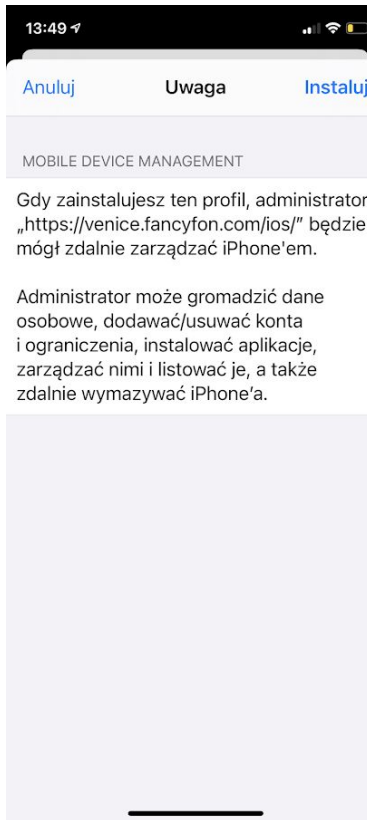 13:49
Anuluj Uwaga Instaluj
MOBILE DEVICE MANAGEMENT
Gdy zainstalujesz ten profil, administrator
„https://venice.fancyfon.com/ios/” będzie
mógł zdalnie zarządzać iPhone'em.
Administrator może gromadzić dane
osobowe, dodawać/usuwać konta
i ograniczenia, instalować aplikacje,
zarządzać nimi i listować je, a także
zdalnie wymazywać iPhone’a.